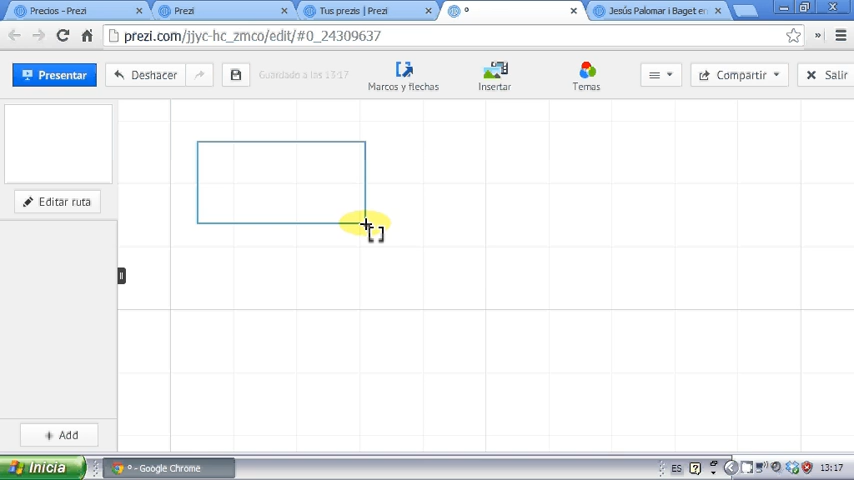 Precios - Prezi
Prezi
Tus prezis | Prezi
º
Jesús Palomar i Baget en
prezi.com/jjyc-hc_zmco/edit/#0_24309637
Presentar
Deshacer
Guardado a las 13:17
Marcos y flechas
Insertar
Temas
Compartir
Salir
Editar ruta
[ ]
Add
Inicio
º - Google Chrome
ES
13:17